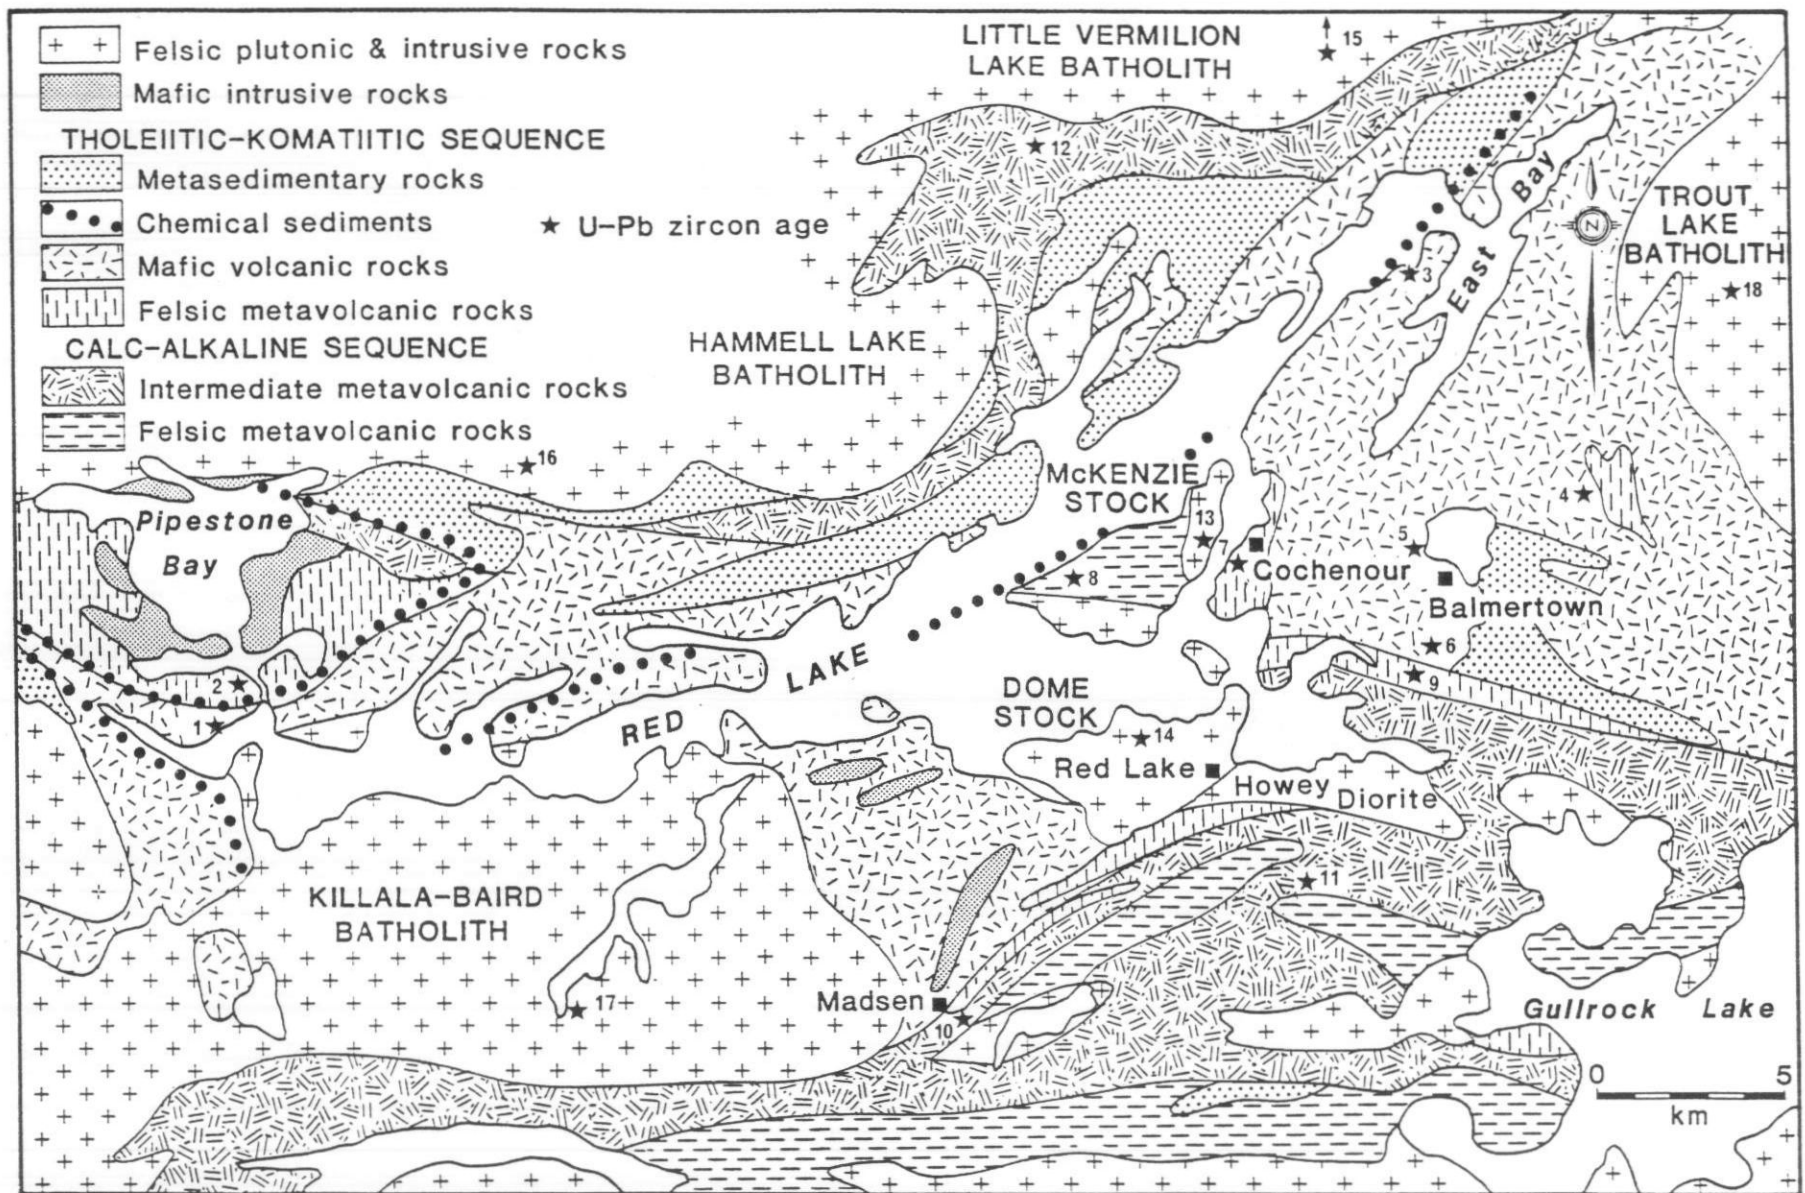 Felsic plutonic & intrusive rocks
Mafic intrusive rocks
THOLEIITIC-KOMATIITIC SEQUENCE
Metasedimentary rocks
Chemical sediments
★ U-Pb zircon age
Mafic volcanic rocks
Felsic metavolcanic rocks
CALC-ALKALINE SEQUENCE
Intermediate metavolcanic rocks
Felsic metavolcanic rocks
LITTLE VERMILION
LAKE BATHOLITH
15
12
East Bay
N
TROUT
LAKE
BATHOLITH
18
3
HAMMELL LAKE
BATHOLITH
16
McKENZIE
STOCK
4
Pipestone
Bay
13
7
5
8
Cochenour
Balmertown
6
9
2
1
RED LAKE
DOME
STOCK
14
Red Lake
Howey Diorite
11
KILLALA-BAIRD
BATHOLITH
17
Madsen
10
Gullrock Lake
0 5
km